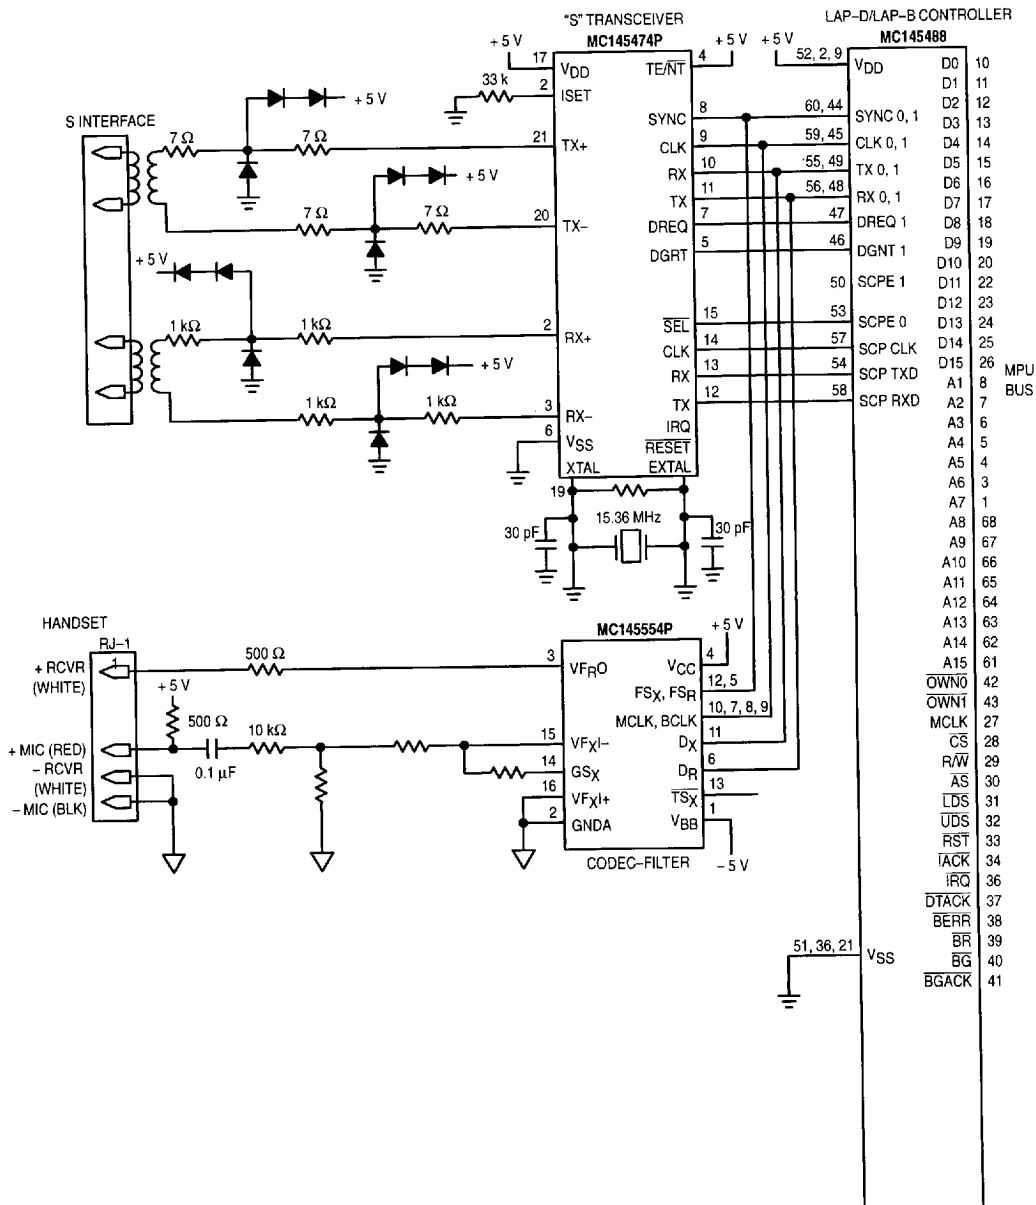 "S" TRANSCEIVER
MC145474P
LAP–D/LAP–B CONTROLLER
MC145488
+ 5 V
17
VDD
2
ISET
33 k
4
TE/NT
+ 5 V
+ 5 V
52, 2, 9
VDD
S INTERFACE
+ 5 V
7 Ω
7 Ω
21
TX+
+ 5 V
7 Ω
7 Ω
20
TX–
+ 5 V
1 kΩ
1 kΩ
2
RX+
+ 5 V
1 kΩ
1 kΩ
3
RX–
6
VSS
SYNC
8
60, 44
SYNC 0, 1
CLK
9
59, 45
CLK 0, 1
RX
10
55, 49
TX 0, 1
TX
11
56, 48
RX 0, 1
DREQ
7
47
DREQ 1
DGRT
5
46
DGNT 1
50
SCPE 1
SEL
15
53
SCPE 0
CLK
14
57
SCP CLK
RX
13
54
SCP TXD
TX
12
58
SCP RXD
IRQ
RESET
XTAL
EXTAL
19
30 pF
15.36 MHz
30 pF
D0 10
D1 11
D2 12
D3 13
D4 14
D5 15
D6 16
D7 17
D8 18
D9 19
D10 20
D11 22
D12 23
D13 24
D14 25
D15 26
A1 8
A2 7
A3 6
A4 5
A5 4
A6 3
A7 1
A8 68
A9 67
A10 66
A11 65
A12 64
A13 63
A14 62
A15 61
OWN0 42
OWN1 43
MCLK 27
CS 28
R/W 29
AS 30
LDS 31
UDS 32
RST 33
IACK 34
IRQ 36
DTACK 37
BERR 38
BR 39
BG 40
BGACK 41
MPU
BUS
51, 36, 21
VSS
HANDSET
RJ–1
1
+ RCVR
(WHITE)
+ 5 V
500 Ω
500 Ω
+ MIC (RED)
– RCVR
(WHITE)
– MIC (BLK)
0.1 µF
10 kΩ
MC145554P
3
VFRO
15
VFXI–
14
GSX
16
VFXI+
2
GNDA
+ 5 V
4
VCC
12, 5
FSX, FSR
10, 7, 8, 9
MCLK, BCLK
11
DX
6
DR
13
TSX
1
VBB
– 5 V
CODEC–FILTER